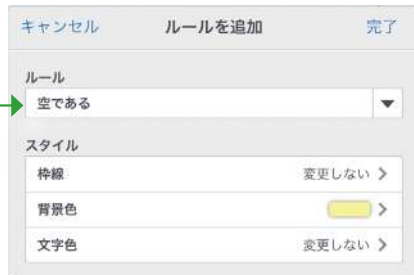 キャンセル ルールを追加 完了
ルール
空である
スタイル
枠線 変更しない
背景色
文字色 変更しない